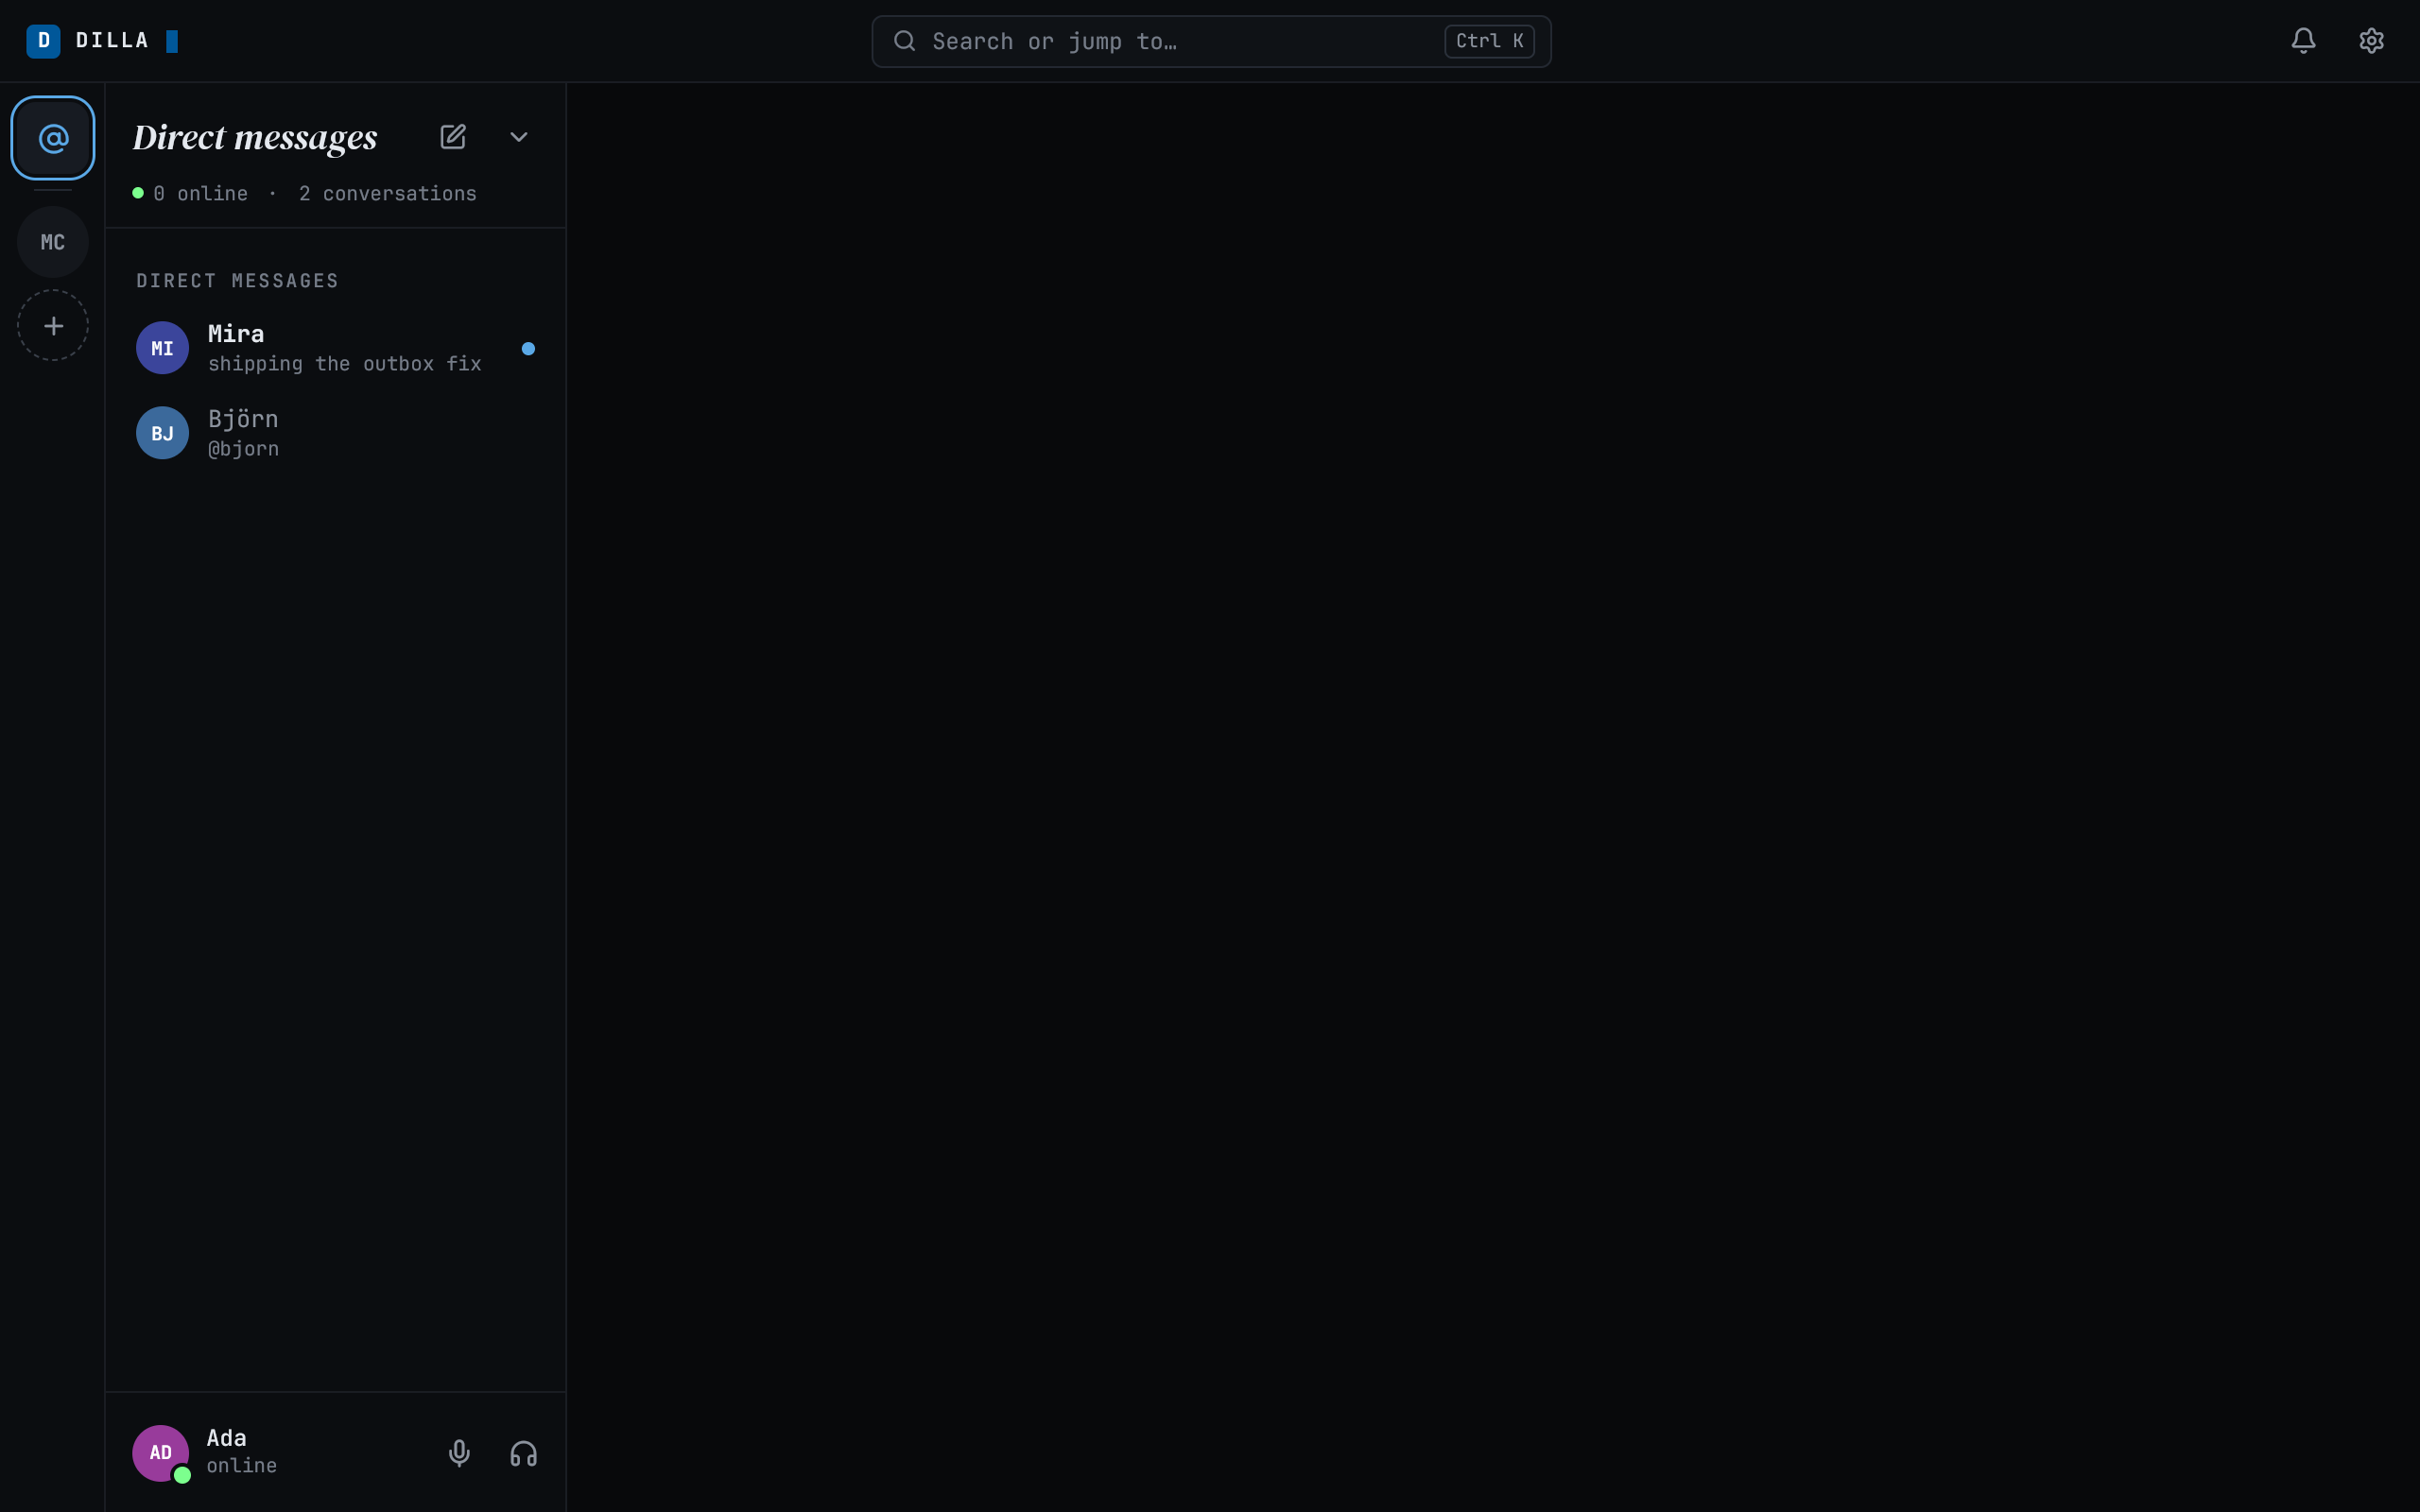 D DILLA
Search or jump to…
Ctrl K
@
Direct messages
0 online · 2 conversations
MC
DIRECT MESSAGES
MI
Mira
shipping the outbox fix
BJ
Björn
@bjorn
AD
Ada
online